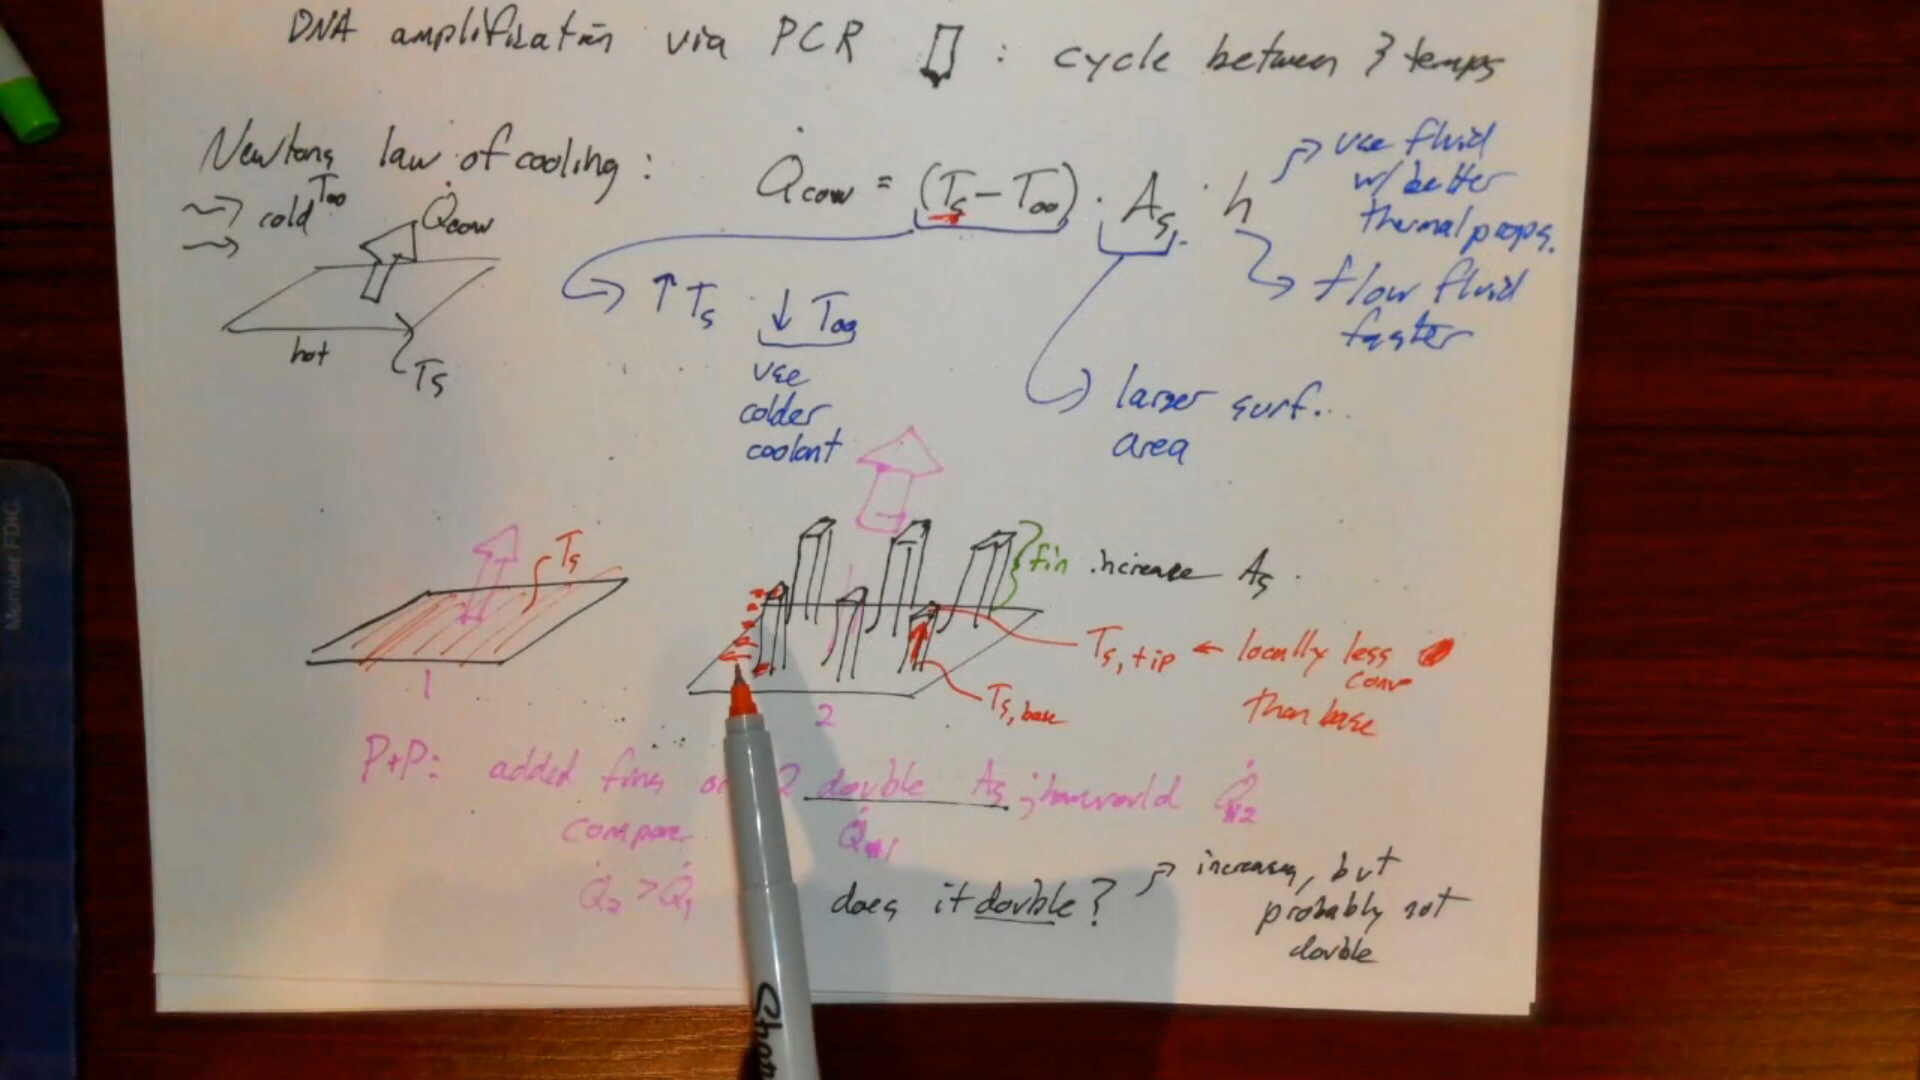 DNA amplification via PCR : cycle between 3 temps
Newtons law of cooling : Q̇conv = (Ts - T∞) · As · h
use fluid
w/ better
thermal props.
flow fluid
faster
cold T∞
Q̇conv
hot
Ts
↑ Ts ↓ T∞
use
colder
coolant
larger surf.
area
Ts
1
fin increase As
Ts, tip ← locally less
conv
than base
Ts, base
2
P+P: added fins 2 double As ; how would Q̇2
compare Q̇1
Q̇2 > Q̇1 does it double?
increases, but
probably not
double
Member FDIC